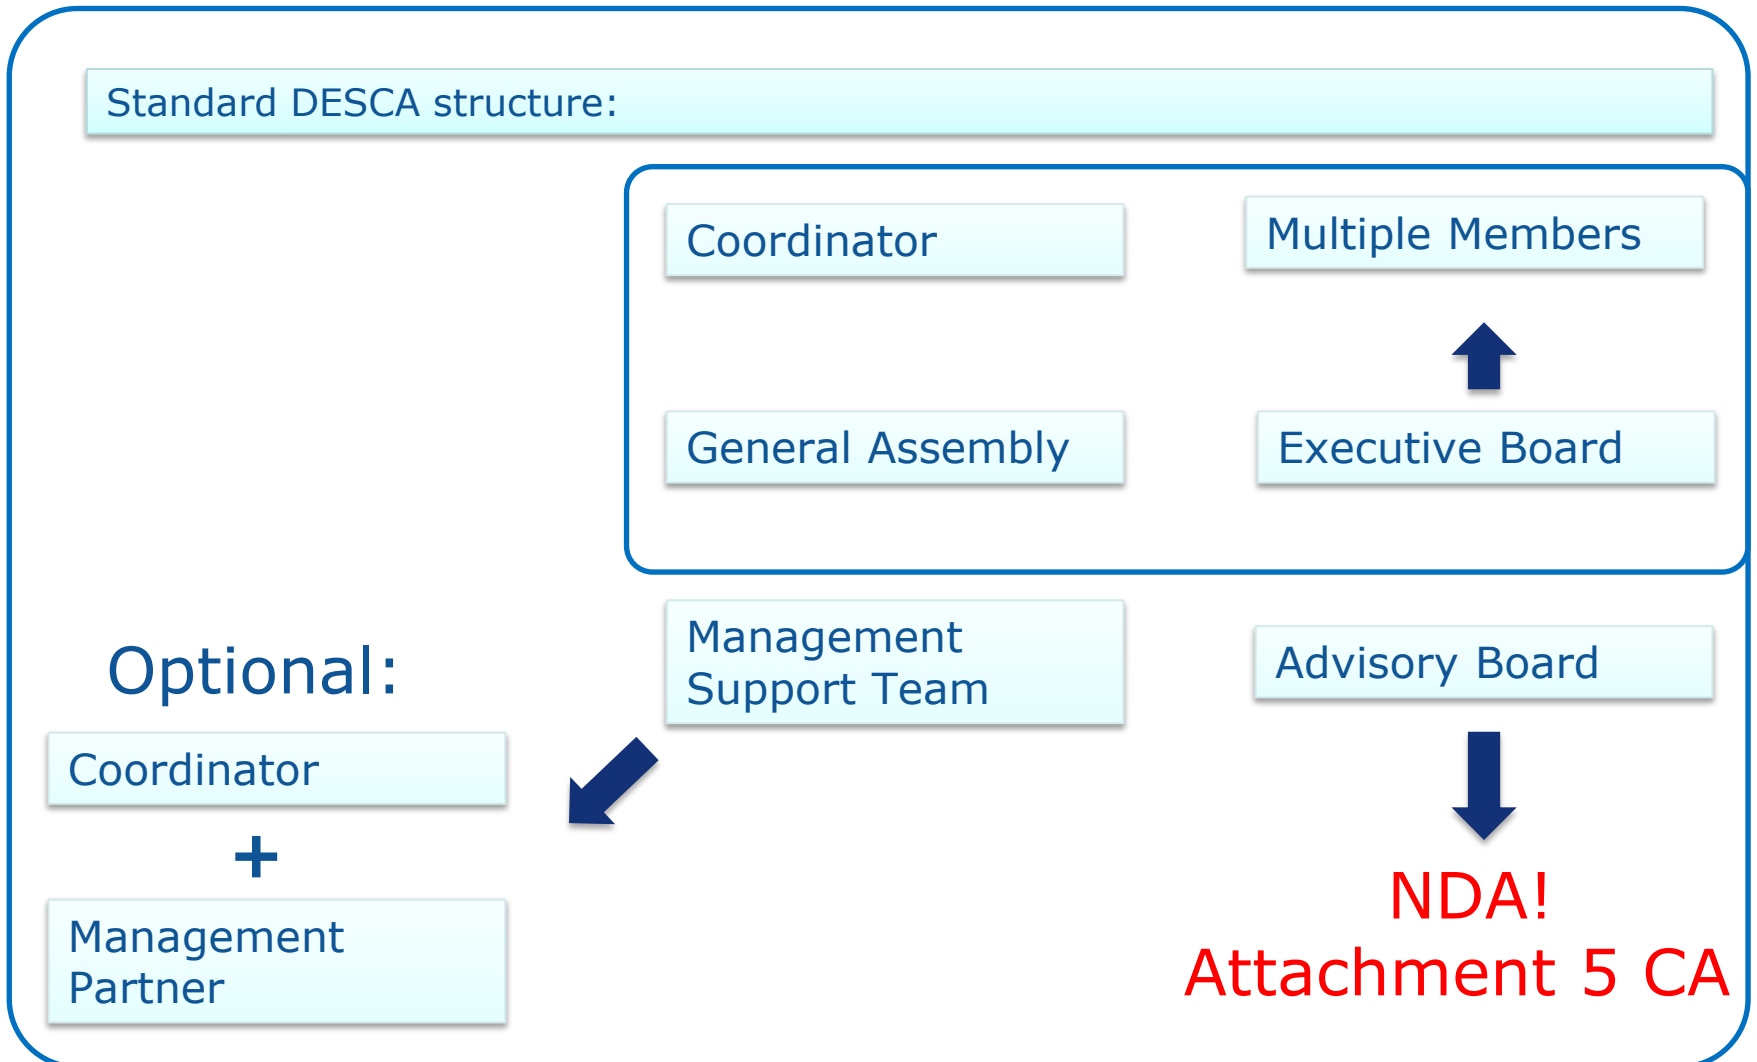 Standard DESCA structure:
Coordinator
Multiple Members
General Assembly
Executive Board
Optional:
Management
Support Team
Advisory Board
Coordinator
+
Management
Partner
NDA!
Attachment 5 CA